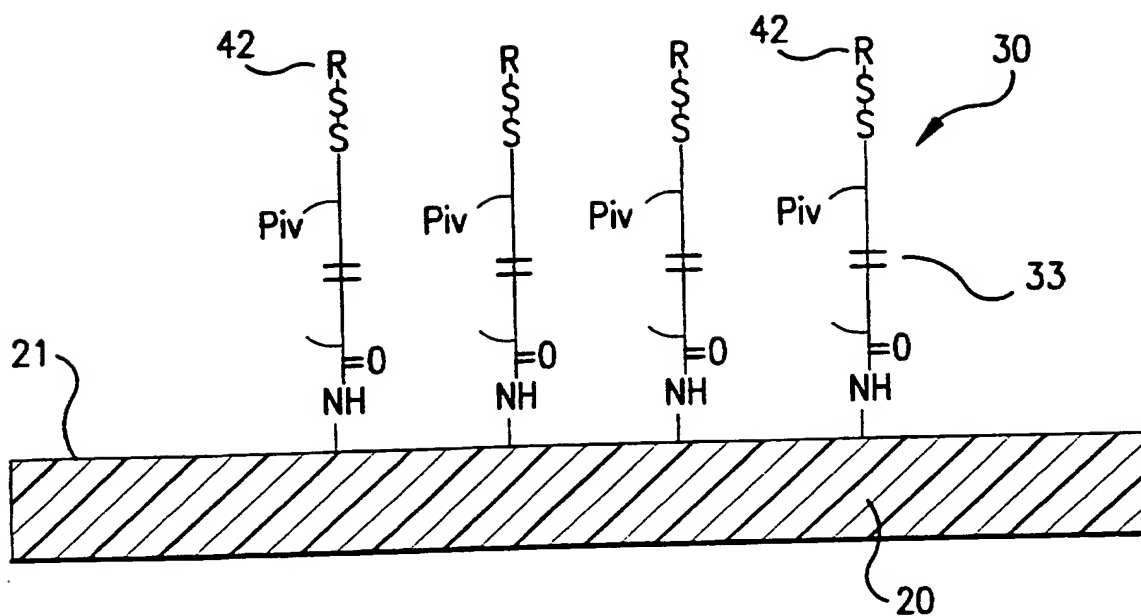 42 R R R 42 R 30
S S S S
S S S S
Piv Piv Piv Piv
33
21 =O =O =O =O
NH NH NH NH
20